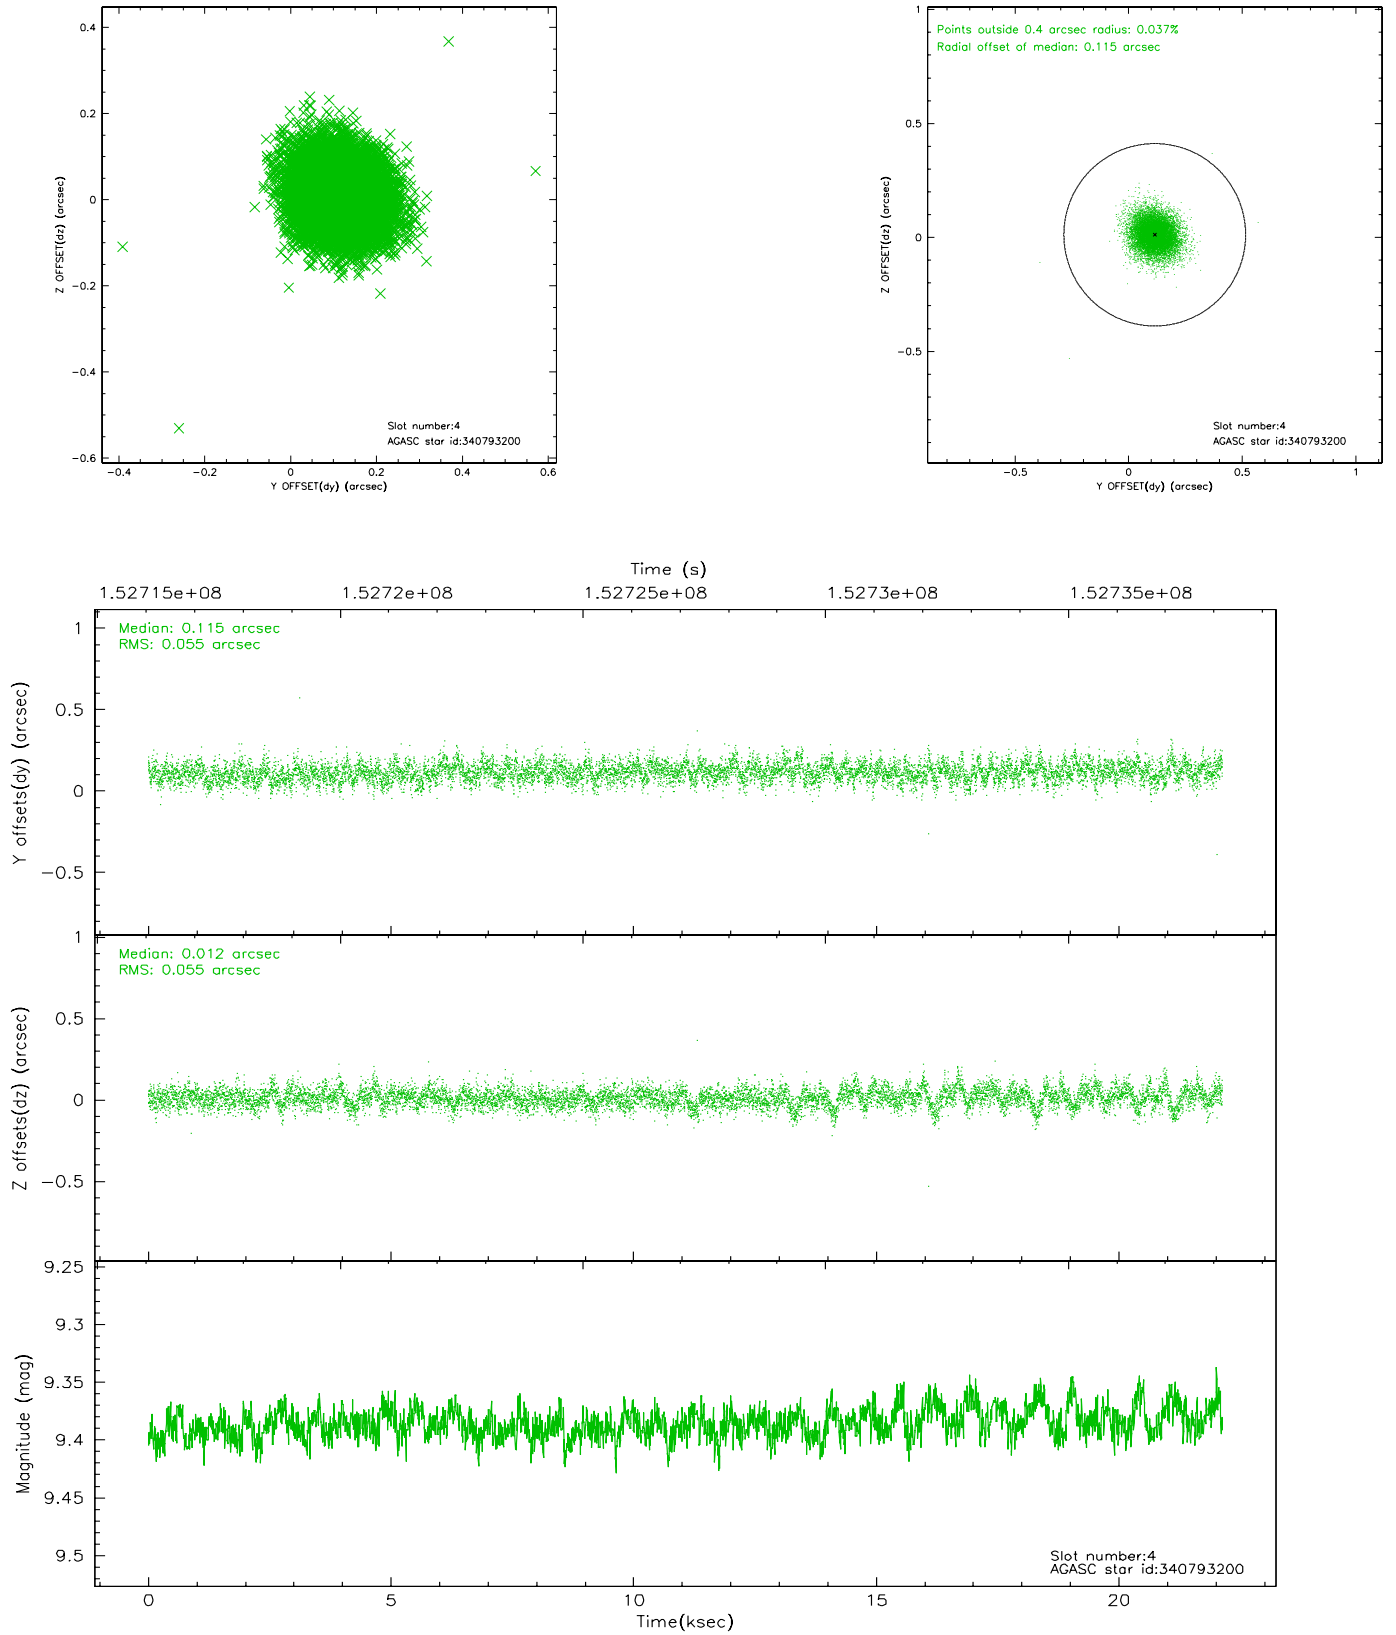 0.4
0.2
0
−0.2
−0.4
−0.6
Z OFFSET(dz) (arcsec)
−0.4 −0.2 0 0.2 0.4 0.6
Y OFFSET(dy) (arcsec)
Slot number:4
AGASC star id:340793200
Points outside 0.4 arcsec radius: 0.037%
Radial offset of median: 0.115 arcsec
1
0.5
0
−0.5
Z OFFSET(dz) (arcsec)
−0.5 0 0.5 1
Y OFFSET(dy) (arcsec)
Slot number:4
AGASC star id:340793200
Time (s)
1.52715e+08 1.5272e+08 1.52725e+08 1.5273e+08 1.52735e+08
Median: 0.115 arcsec
RMS: 0.055 arcsec
1
0.5
0
−0.5
Y offsets(dy) (arcsec)
Median: 0.012 arcsec
RMS: 0.055 arcsec
1
0.5
0
−0.5
Z offsets(dz) (arcsec)
9.25
9.3
9.35
9.4
9.45
9.5
Magnitude (mag)
Slot number:4
AGASC star id:340793200
0 5 10 15 20
Time(ksec)